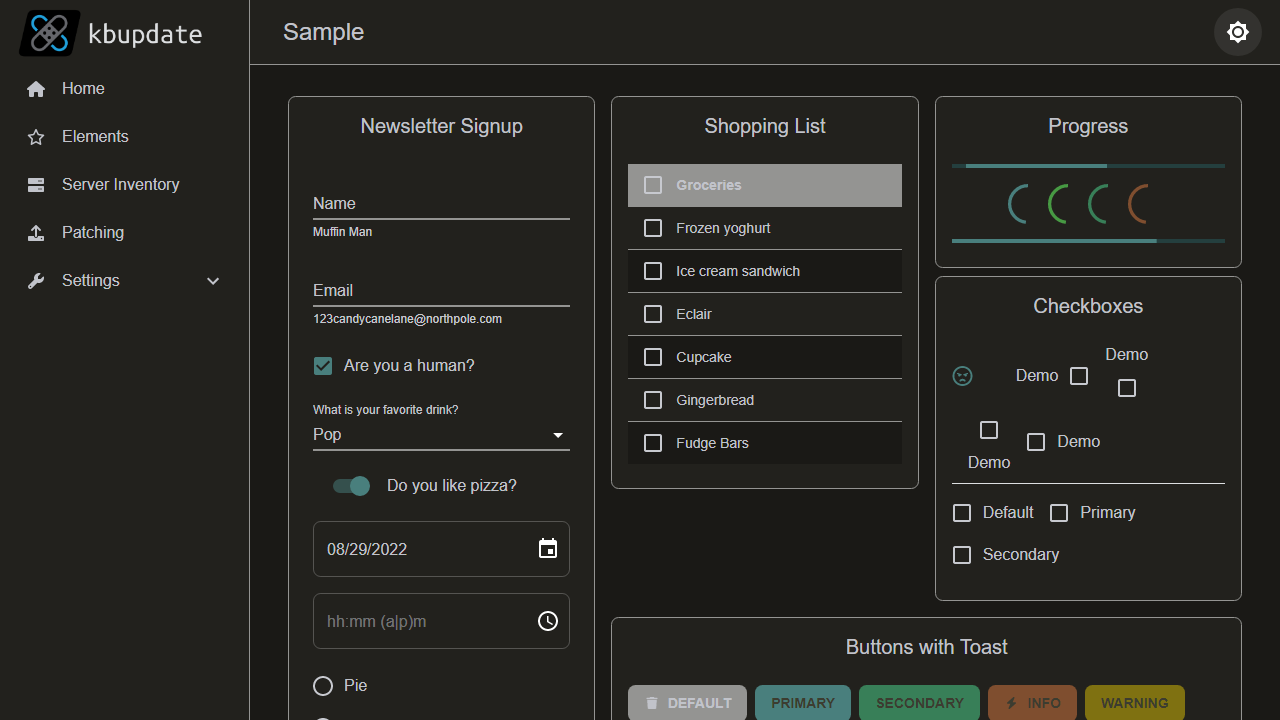 kbupdate
Home
Elements
Server Inventory
Patching
Settings
Sample
Newsletter Signup
Name
Muffin Man
Email
123candycanelane@northpole.com
Are you a human?
What is your favorite drink?
Pop
Do you like pizza?
08/29/2022
hh:mm (a|p)m
Pie
Shopping List
Groceries
Frozen yoghurt
Ice cream sandwich
Eclair
Cupcake
Gingerbread
Fudge Bars
Progress
Checkboxes
Demo
Demo
Demo
Demo
Default Primary
Secondary
Buttons with Toast
DEFAULT PRIMARY SECONDARY INFO WARNING